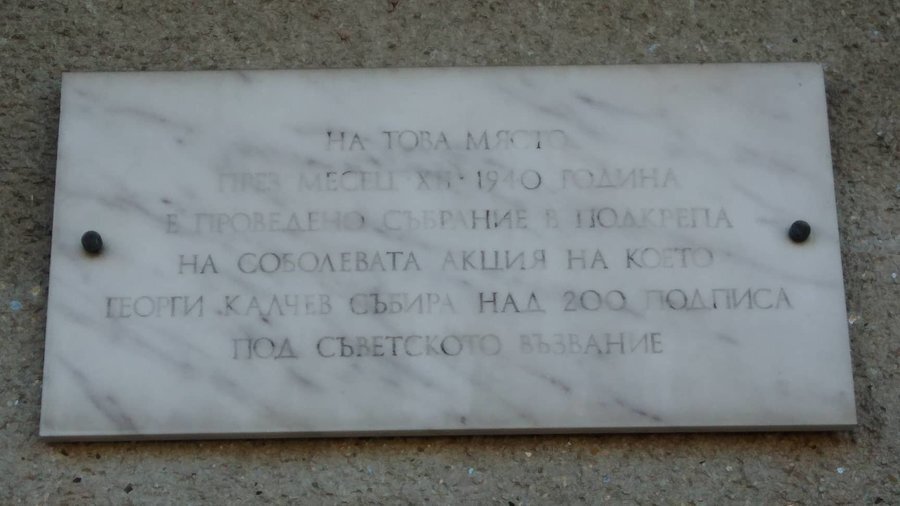 НА ТОВА МЯСТО
ПРЕЗ МЕСЕЦ XII 1940 ГОДИНА
Е ПРОВЕДЕНО СЪБРАНИЕ В ПОДКРЕПА
НА СОБОЛЕВАТА АКЦИЯ НА КОЕТО
ГЕОРГИ КАЛЧЕВ СЪБИРА НАД 200 ПОДПИСА
ПОД СЪВЕТСКОТО ВЪЗВАНИЕ